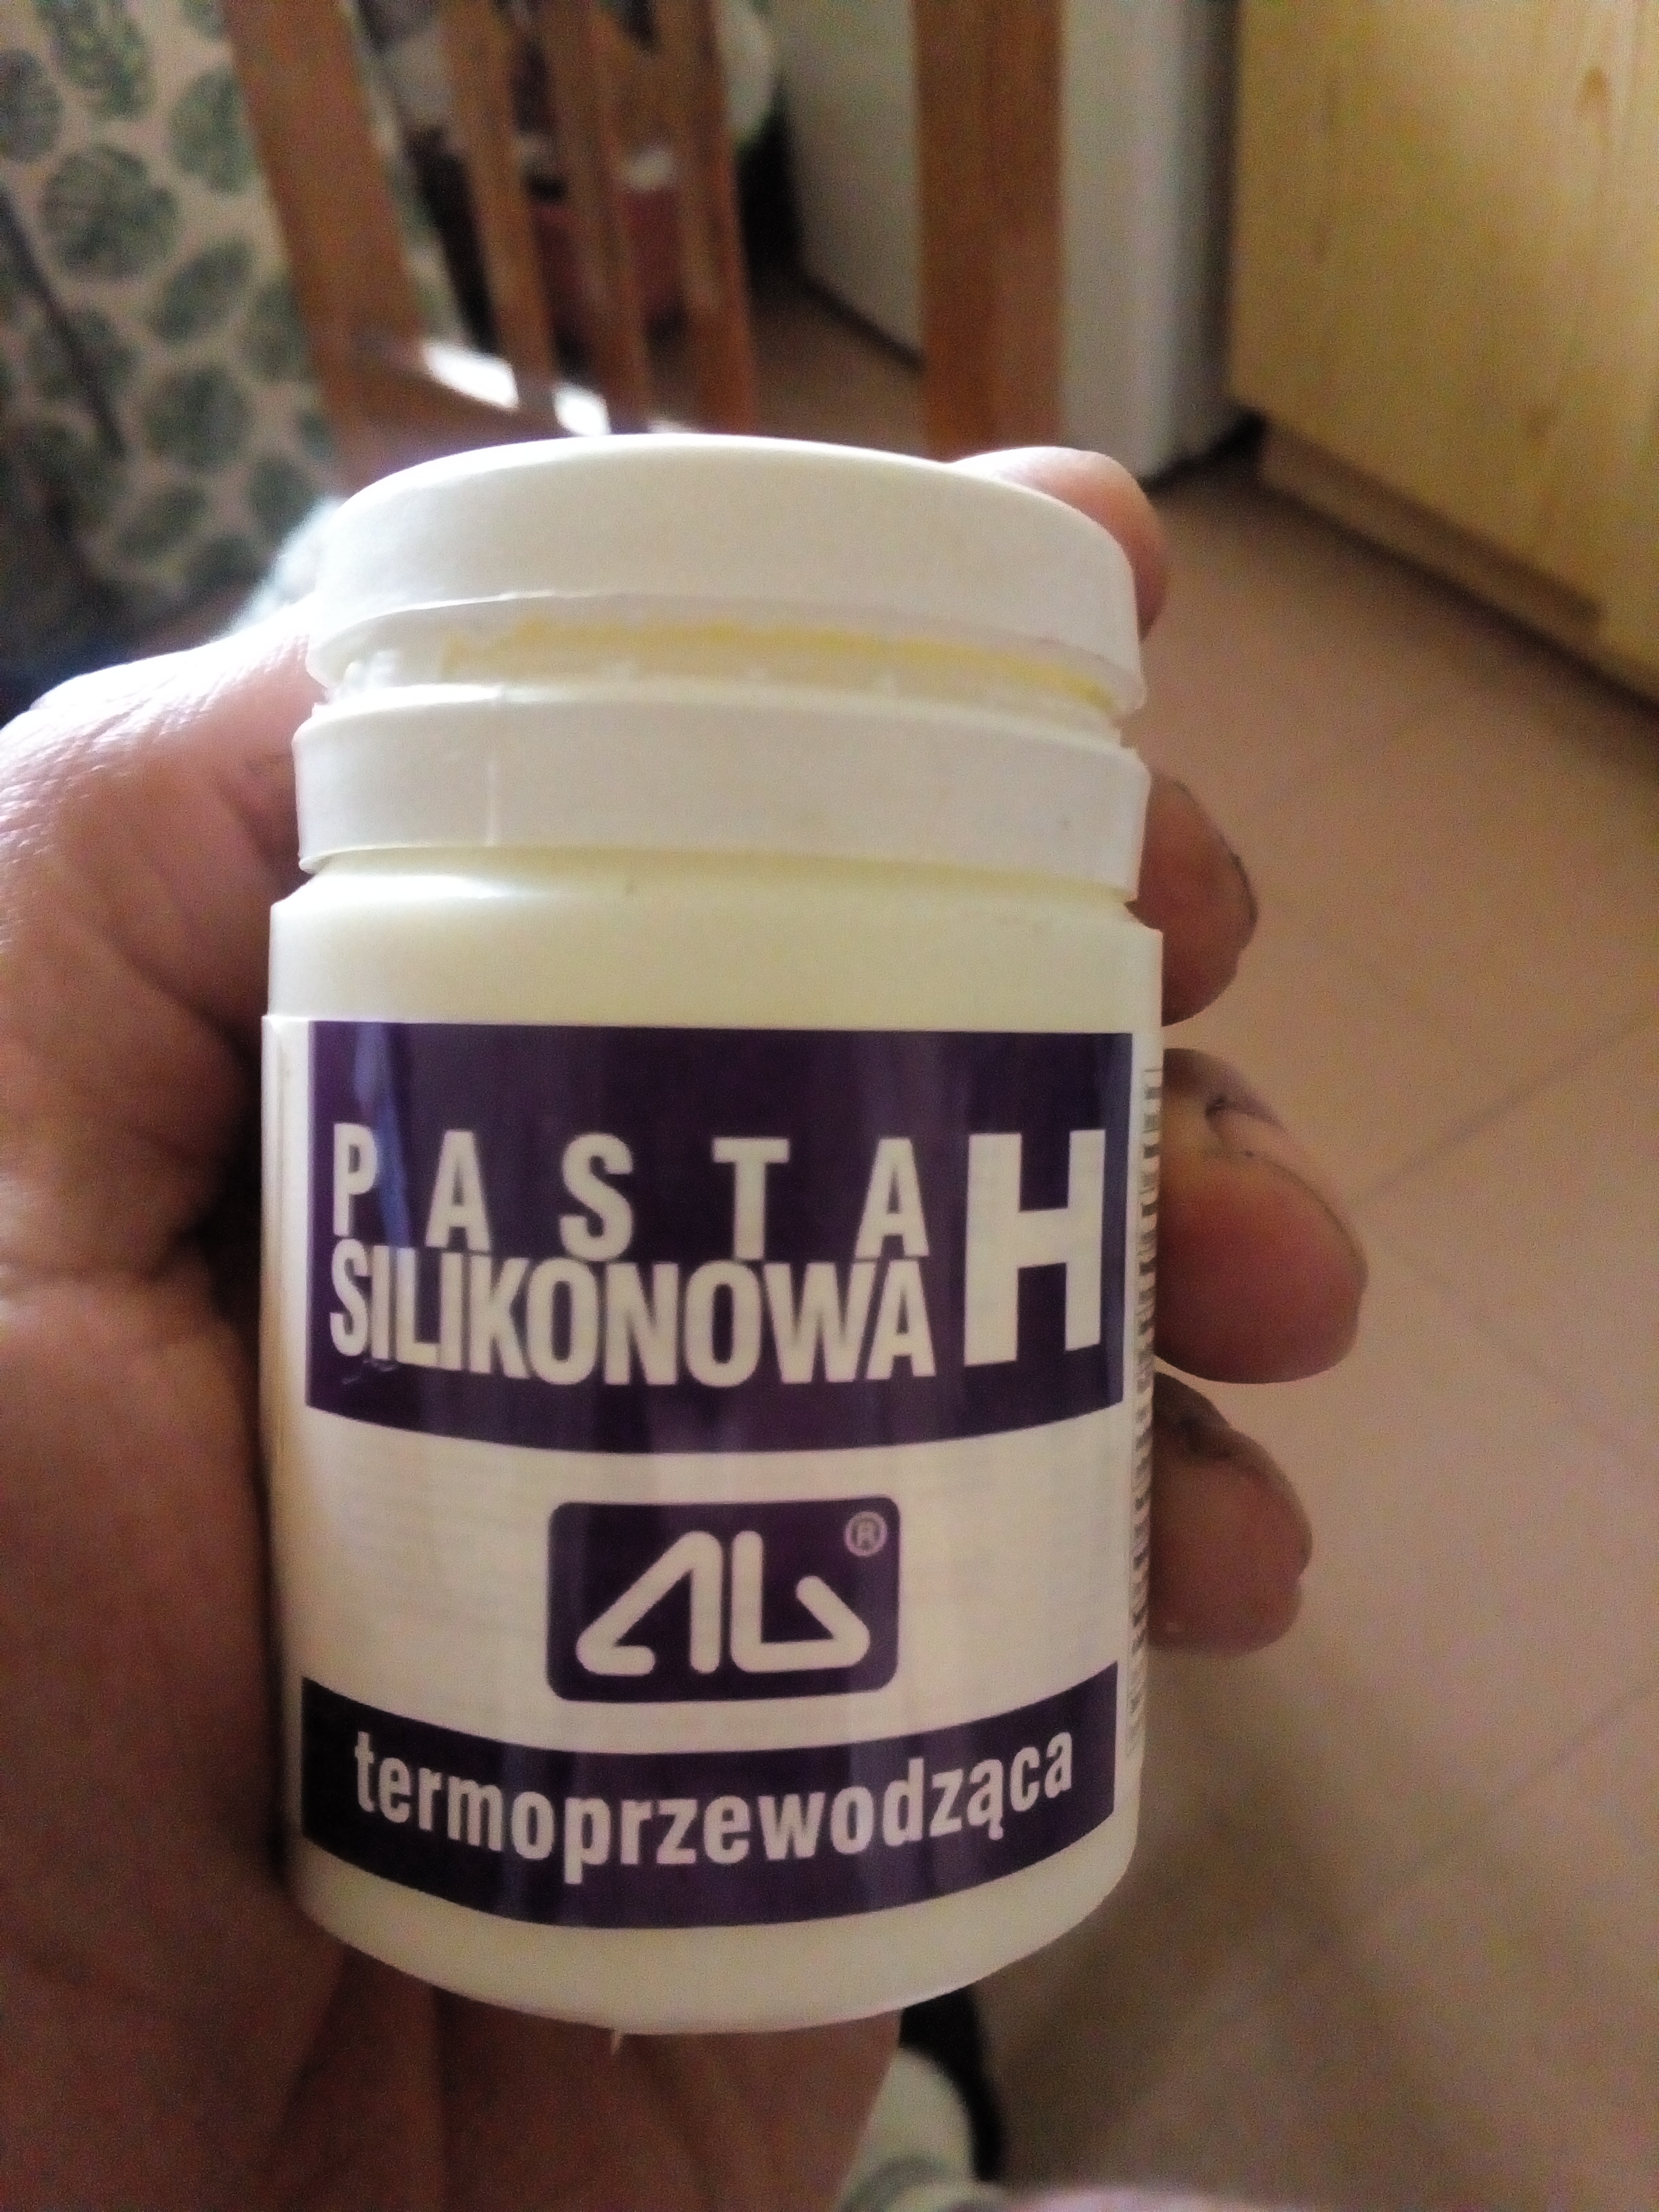 PASTA H
SILIKONOWA
AG ®
termoprzewodząca